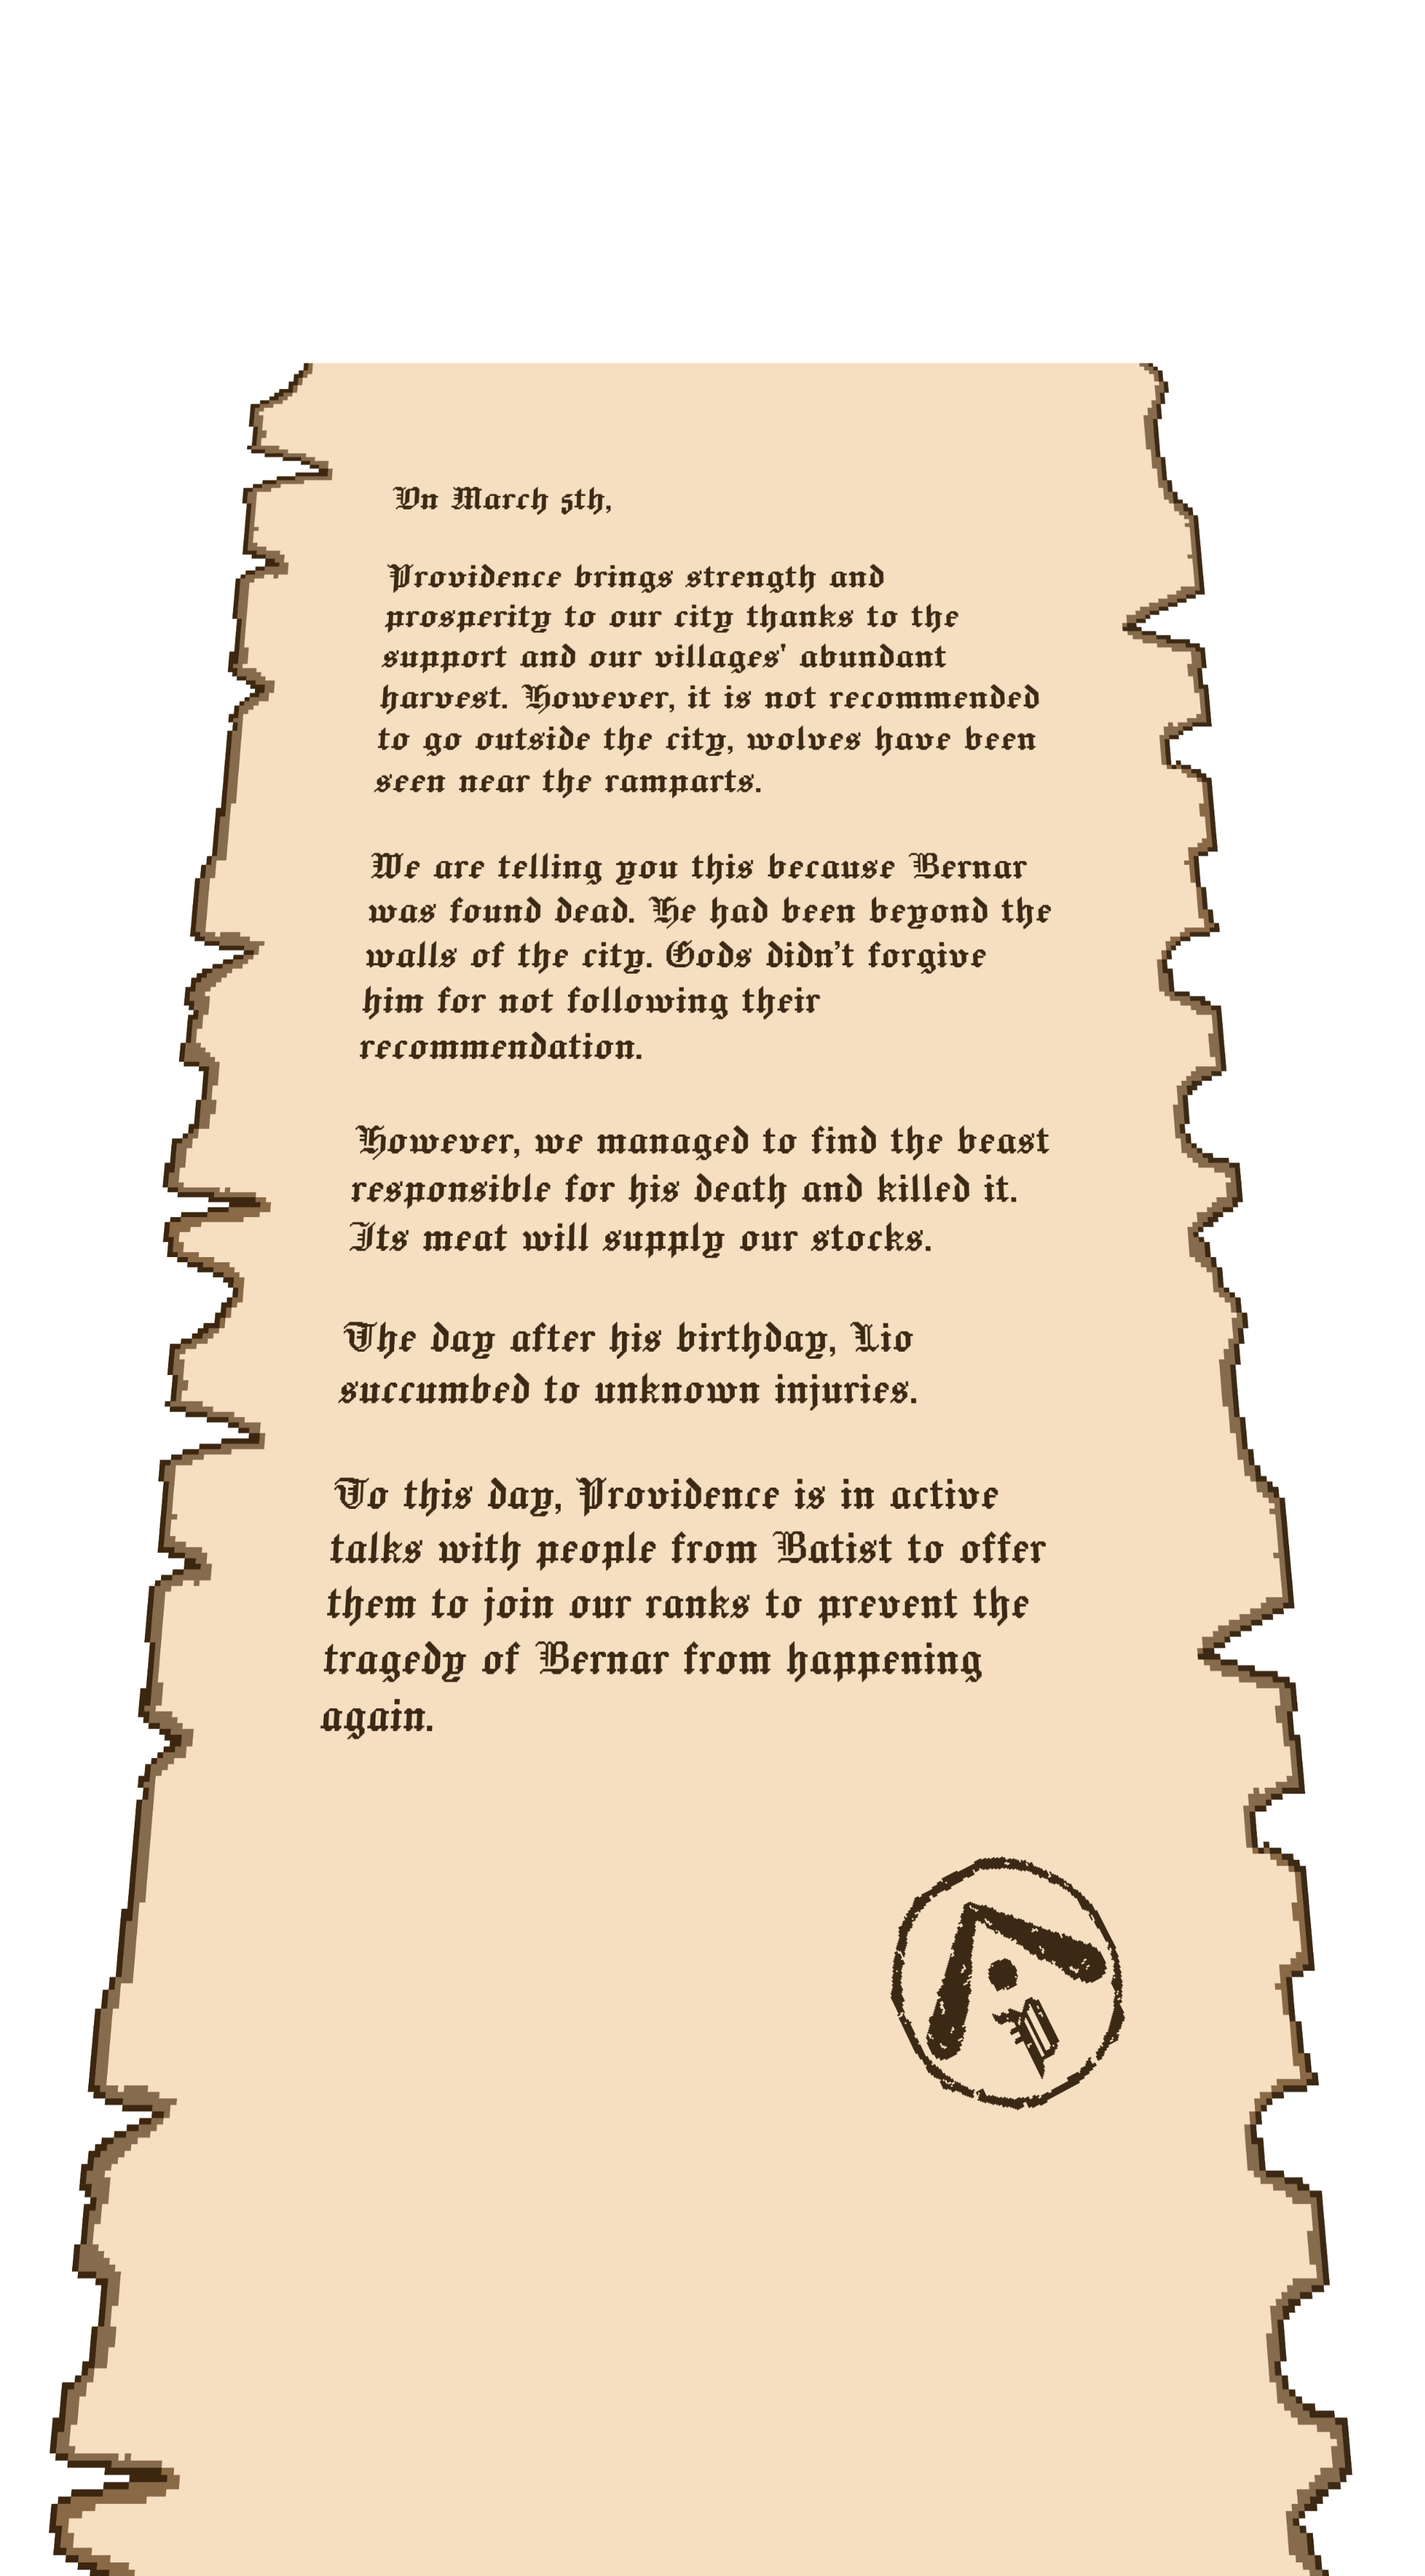 On March 5th,
Providence brings strength and
prosperity to our city thanks to the
support and our villages' abundant
harvest. However, it is not recommended
to go outside the city, wolves have been
seen near the ramparts.
We are telling you this because Bernar
was found dead. He had been beyond the
walls of the city. Gods didn't forgive
him for not following their
recommendation.
However, we managed to find the beast
responsible for his death and killed it.
Its meat will supply our stocks.
The day after his birthday, Lio
succumbed to unknown injuries.
To this day, Providence is in active
talks with people from Batist to offer
them to join our ranks to prevent the
tragedy of Bernar from happening
again.